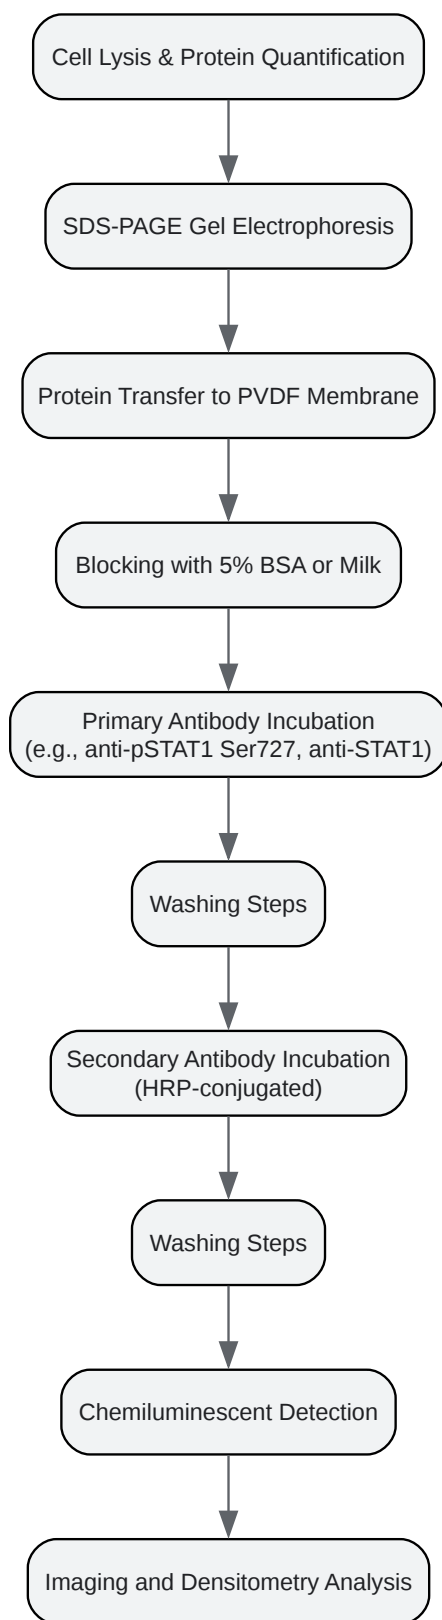 Cell Lysis & Protein Quantification
SDS-PAGE Gel Electrophoresis
Protein Transfer to PVDF Membrane
Blocking with 5% BSA or Milk
Primary Antibody Incubation
(e.g., anti-pSTAT1 Ser727, anti-STAT1)
Washing Steps
Secondary Antibody Incubation
(HRP-conjugated)
Washing Steps
Chemiluminescent Detection
Imaging and Densitometry Analysis